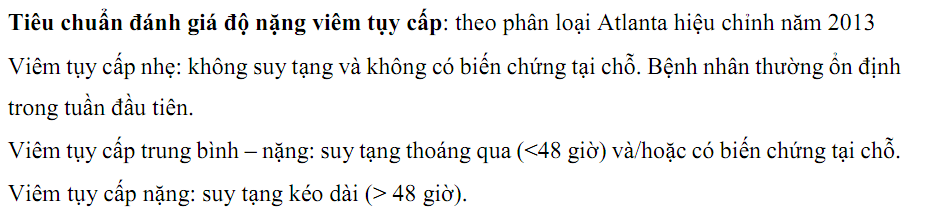 Tiêu chuẩn đánh giá độ nặng viêm tụy cấp: theo phân loại Atlanta hiệu chỉnh năm 2013
Viêm tụy cấp nhẹ: không suy tạng và không có biến chứng tại chỗ. Bệnh nhân thường ổn định
trong tuần đầu tiên.
Viêm tụy cấp trung bình – nặng: suy tạng thoáng qua (<48 giờ) và/hoặc có biến chứng tại chỗ.
Viêm tụy cấp nặng: suy tạng kéo dài (> 48 giờ).